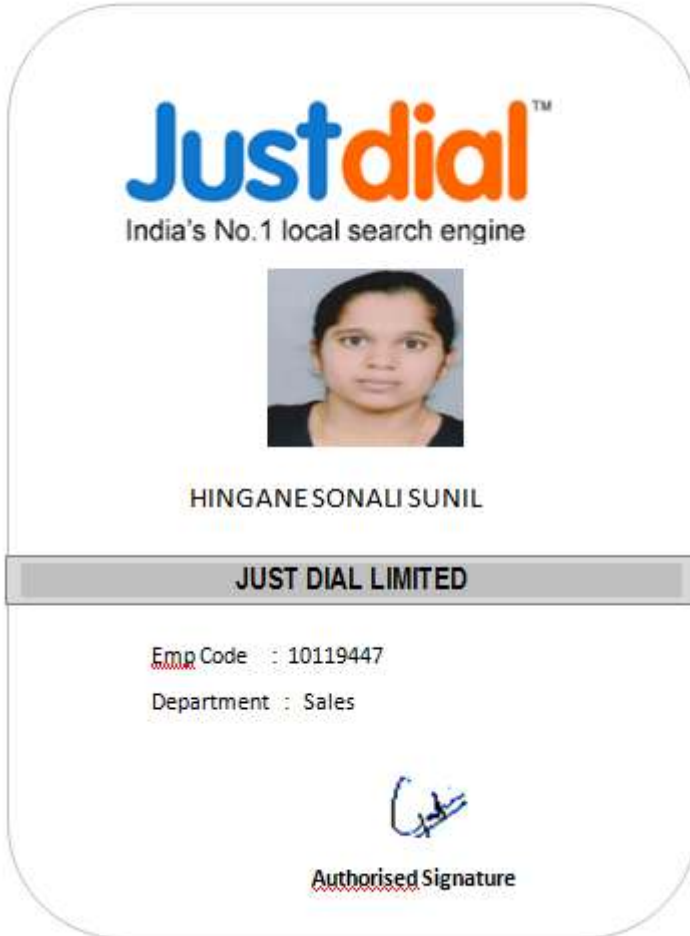 Justdial™
India's No.1 local search engine
HINGANE SONALI SUNIL
JUST DIAL LIMITED
Emp Code : 10119447
Department : Sales
Authorised Signature